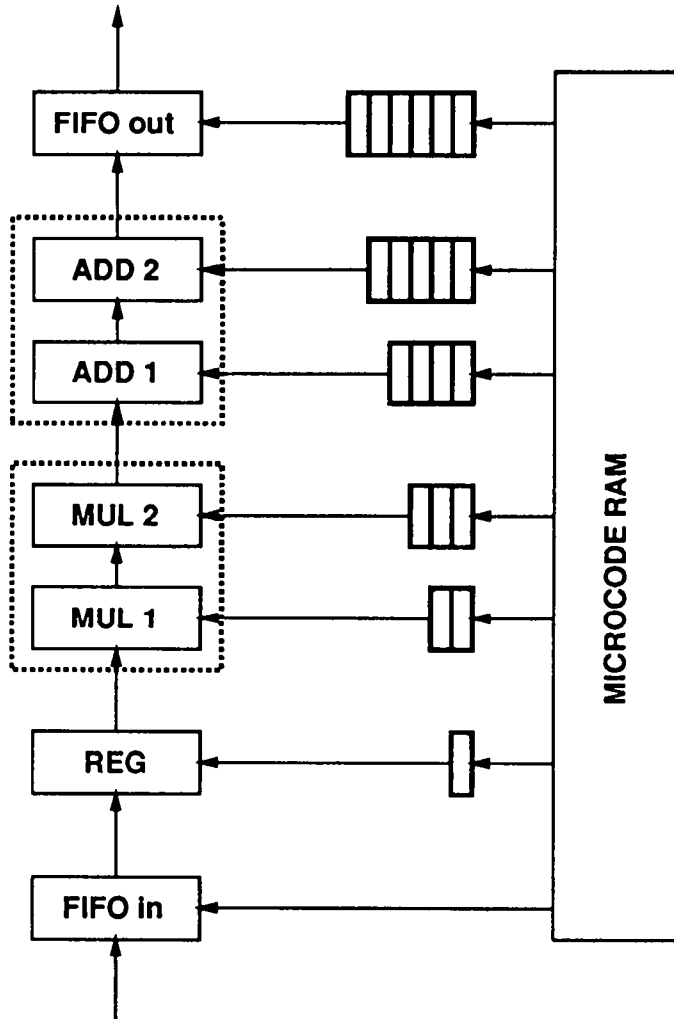 FIFO out
ADD 2
ADD 1
MUL 2
MUL 1
REG
FIFO in
MICROCODE RAM